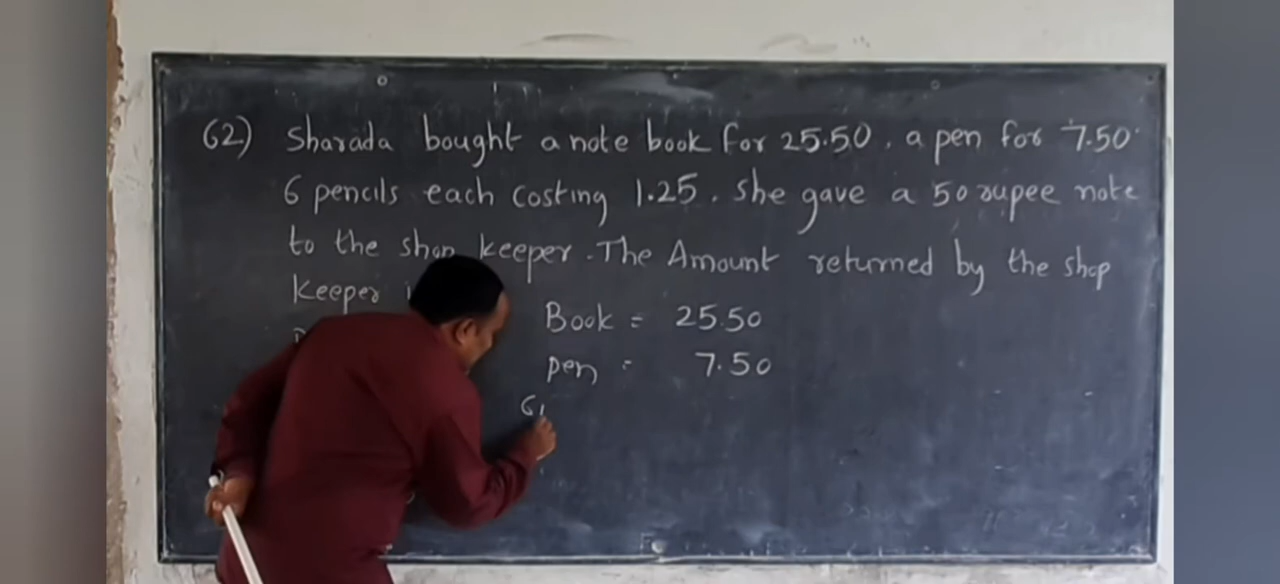 62) Sharada bought a note book for 25.50, a pen for 7.50
6 pencils each costing 1.25. She gave a 50 rupee note
to the shop keeper. The Amount returned by the shop
keeper
Book = 25.50
pen = 7.50
6